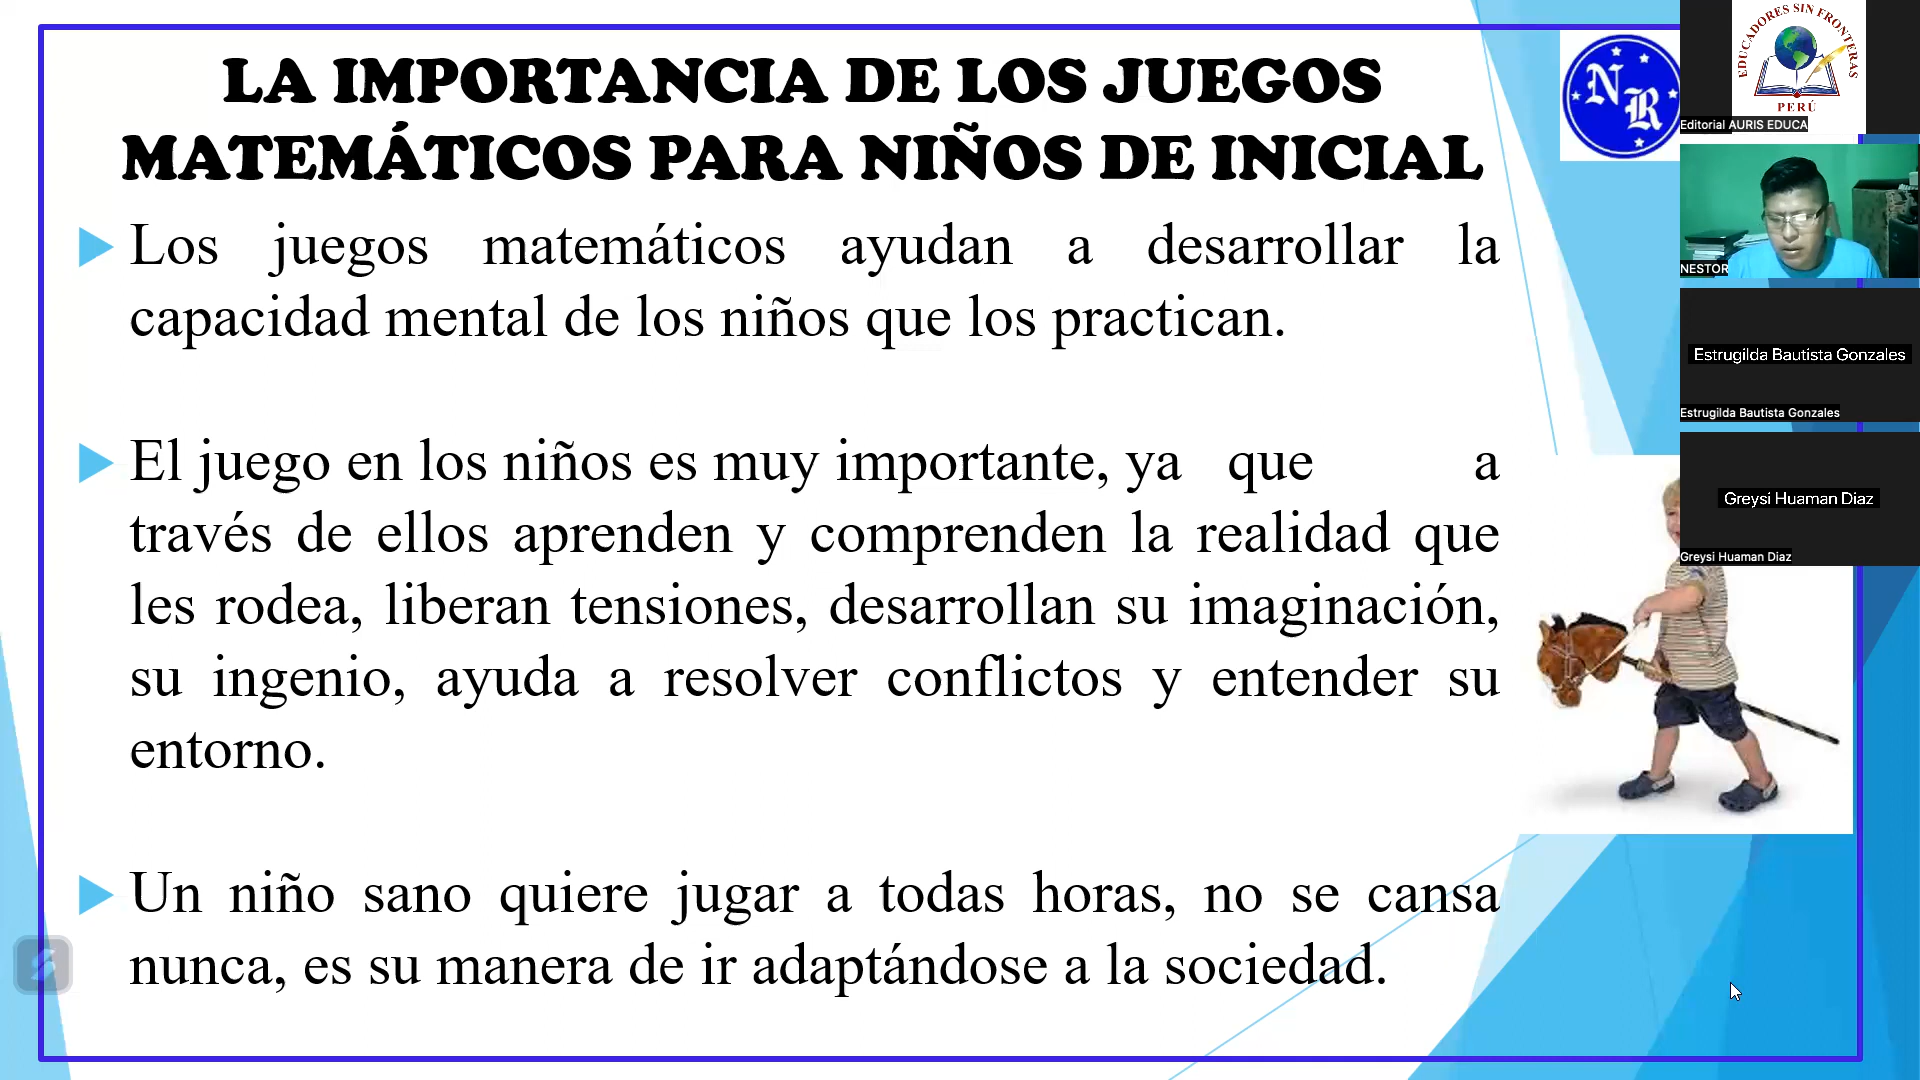 LA IMPORTANCIA DE LOS JUEGOS
MATEMÁTICOS PARA NIÑOS DE INICIAL
Los juegos matemáticos ayudan a desarrollar la
capacidad mental de los niños que los practican.
El juego en los niños es muy importante, ya que a
través de ellos aprenden y comprenden la realidad que
les rodea, liberan tensiones, desarrollan su imaginación,
su ingenio, ayuda a resolver conflictos y entender su
entorno.
Un niño sano quiere jugar a todas horas, no se cansa
nunca, es su manera de ir adaptándose a la sociedad.
NR
EDUCADORES SIN FRONTERAS
PERÚ
Editorial AURIS EDUCA
NESTOR
Estrugilda Bautista Gonzales
Estrugilda Bautista Gonzales
Greysi Huaman Diaz
Greysi Huaman Diaz